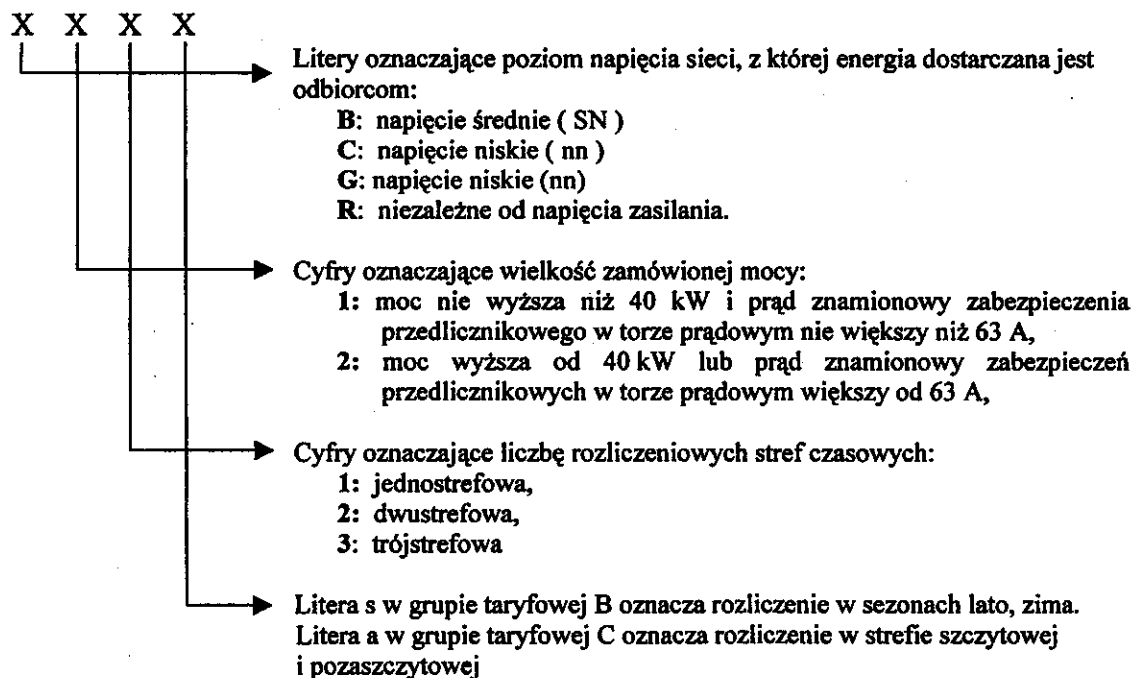 X X X X
Litery oznaczające poziom napięcia sieci, z której energia dostarczana jest
odbiorcom:
B: napięcie średnie ( SN )
C: napięcie niskie ( nn )
G: napięcie niskie (nn)
R: niezależne od napięcia zasilania.
Cyfry oznaczające wielkość zamówionej mocy:
1: moc nie wyższa niż 40 kW i prąd znamionowy zabezpieczenia
przedlicznikowego w torze prądowym nie większy niż 63 A,
2: moc wyższa od 40 kW lub prąd znamionowy zabezpieczeń
przedlicznikowych w torze prądowym większy od 63 A,
Cyfry oznaczające liczbę rozliczeniowych stref czasowych:
1: jednostrefowa,
2: dwustrefowa,
3: trójstrefowa
Litera s w grupie taryfowej B oznacza rozliczenie w sezonach lato, zima.
Litera a w grupie taryfowej C oznacza rozliczenie w strefie szczytowej
i pozaszczytowej